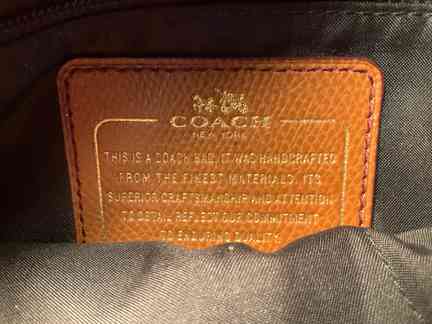 COACH
NEW YORK
THIS IS A COACH BAG. IT WAS HANDCRAFTED
FROM THE FINEST MATERIALS. ITS
SUPERIOR CRAFTSMANSHIP AND ATTENTION
TO DETAIL REFLECT OUR COMMITMENT
TO ENDURING QUALITY.